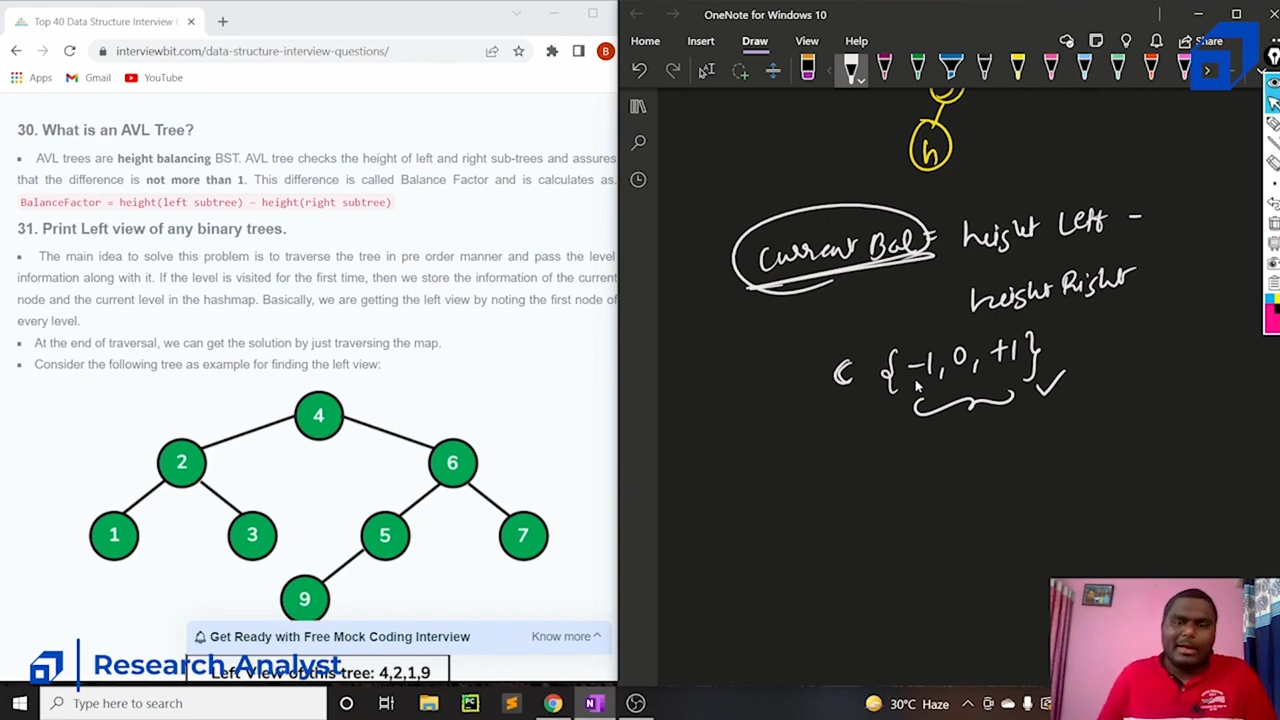 Top 40 Data Structure Interview
OneNote for Windows 10
interviewbit.com/data-structure-interview-questions/
B
Home Insert Draw View Help Share
Apps Gmail YouTube
30. What is an AVL Tree?
AVL trees are height balancing BST. AVL tree checks the height of left and right sub-trees and assures
that the difference is not more than 1. This difference is called Balance Factor and is calculates as.
BalanceFactor = height(left subtree) − height(right subtree)
31. Print Left view of any binary trees.
The main idea to solve this problem is to traverse the tree in pre order manner and pass the level
information along with it. If the level is visited for the first time, then we store the information of the current
node and the current level in the hashmap. Basically, we are getting the left view by noting the first node of
every level.
At the end of traversal, we can get the solution by just traversing the map.
Consider the following tree as example for finding the left view:
4
2 6
1 3 5 7
9
Get Ready with Free Mock Coding Interview Know more
Left View of this tree: 4,2,1,9
Research Analyst
h
Current Bal = height Left -
height Right
{-1, 0, +1}
Type here to search
30°C Haze